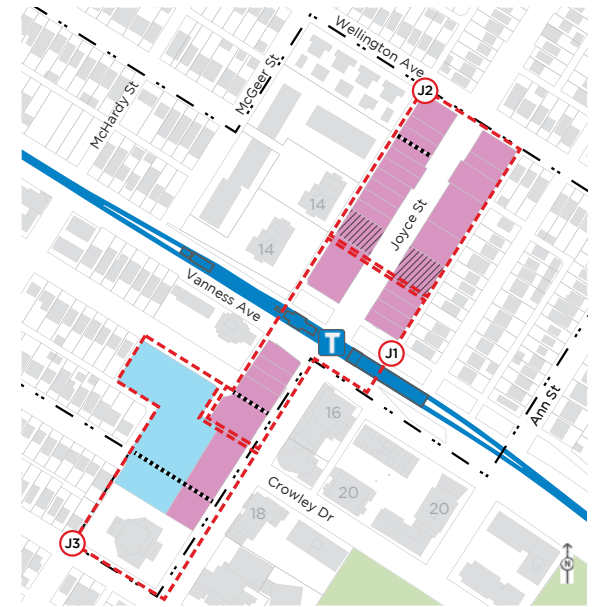 Wellington Ave
J2
McGeer St
McHardy St
14
Joyce St
14
Vanness Ave
T
J1
Ann St
16
Crowley Dr
20
20
18
J3
N